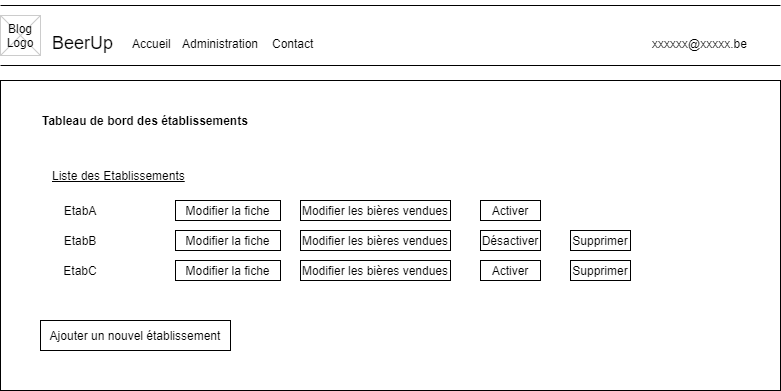 Blog
Logo
BeerUp Accueil Administration Contact xxxxxx@xxxxx.be
Tableau de bord des établissements
Liste des Etablissements
EtabA Modifier la fiche Modifier les bières vendues Activer
EtabB Modifier la fiche Modifier les bières vendues Désactiver Supprimer
EtabC Modifier la fiche Modifier les bières vendues Activer Supprimer
Ajouter un nouvel établissement